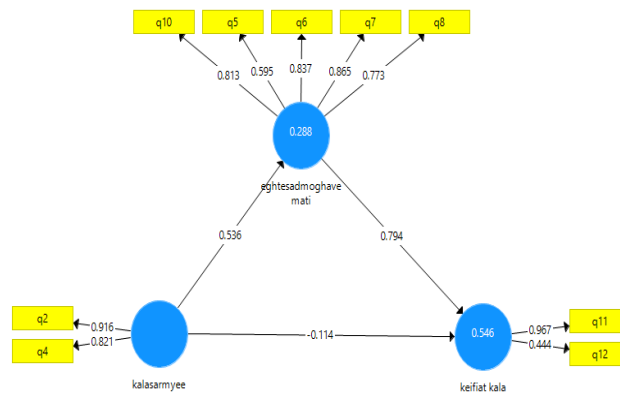 q10
q5
q6
q7
q8
0.813
0.595
0.837
0.865
0.773
0.288
eghtesadmoghave
mati
0.536
0.794
q2
q4
0.916
0.821
-0.114
0.546
0.967
0.444
q11
q12
kalasarmyee
keifiat kala